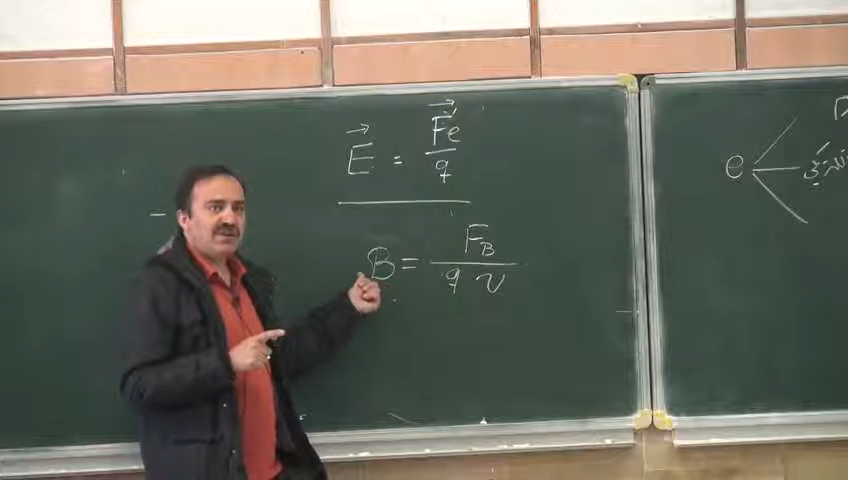 E⃗ = F⃗e / q
B = F_B / q v
e